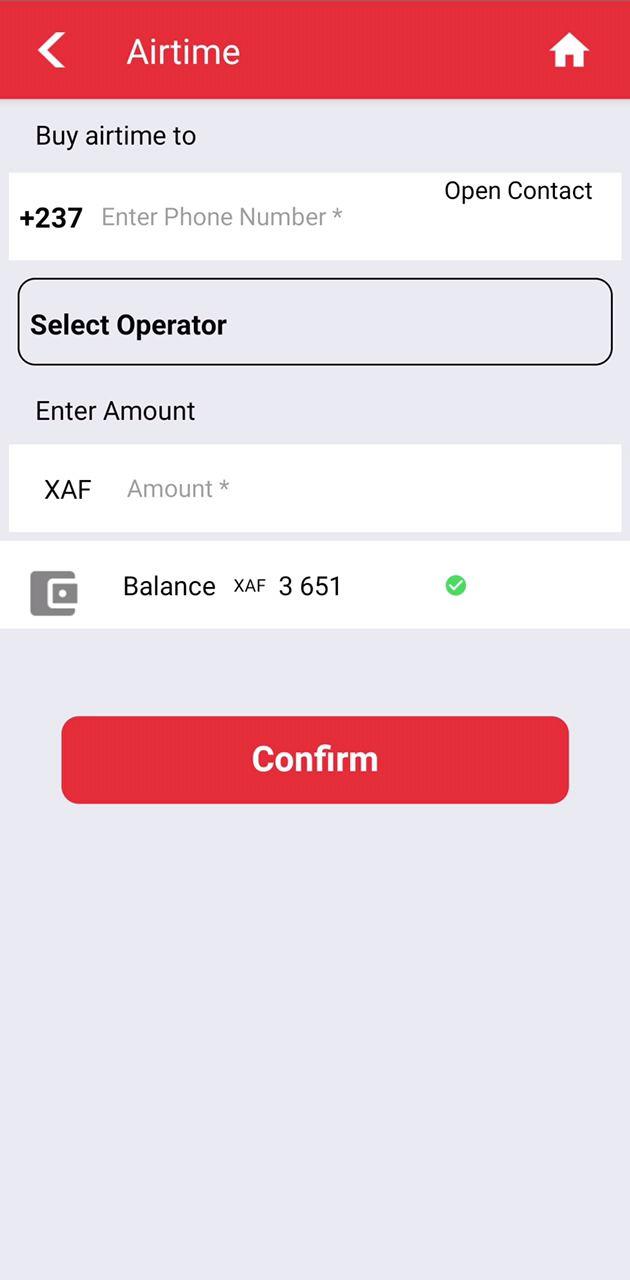 Airtime
Buy airtime to
Open Contact
+237 Enter Phone Number *
Select Operator
Enter Amount
XAF Amount *
Balance XAF 3 651
Confirm